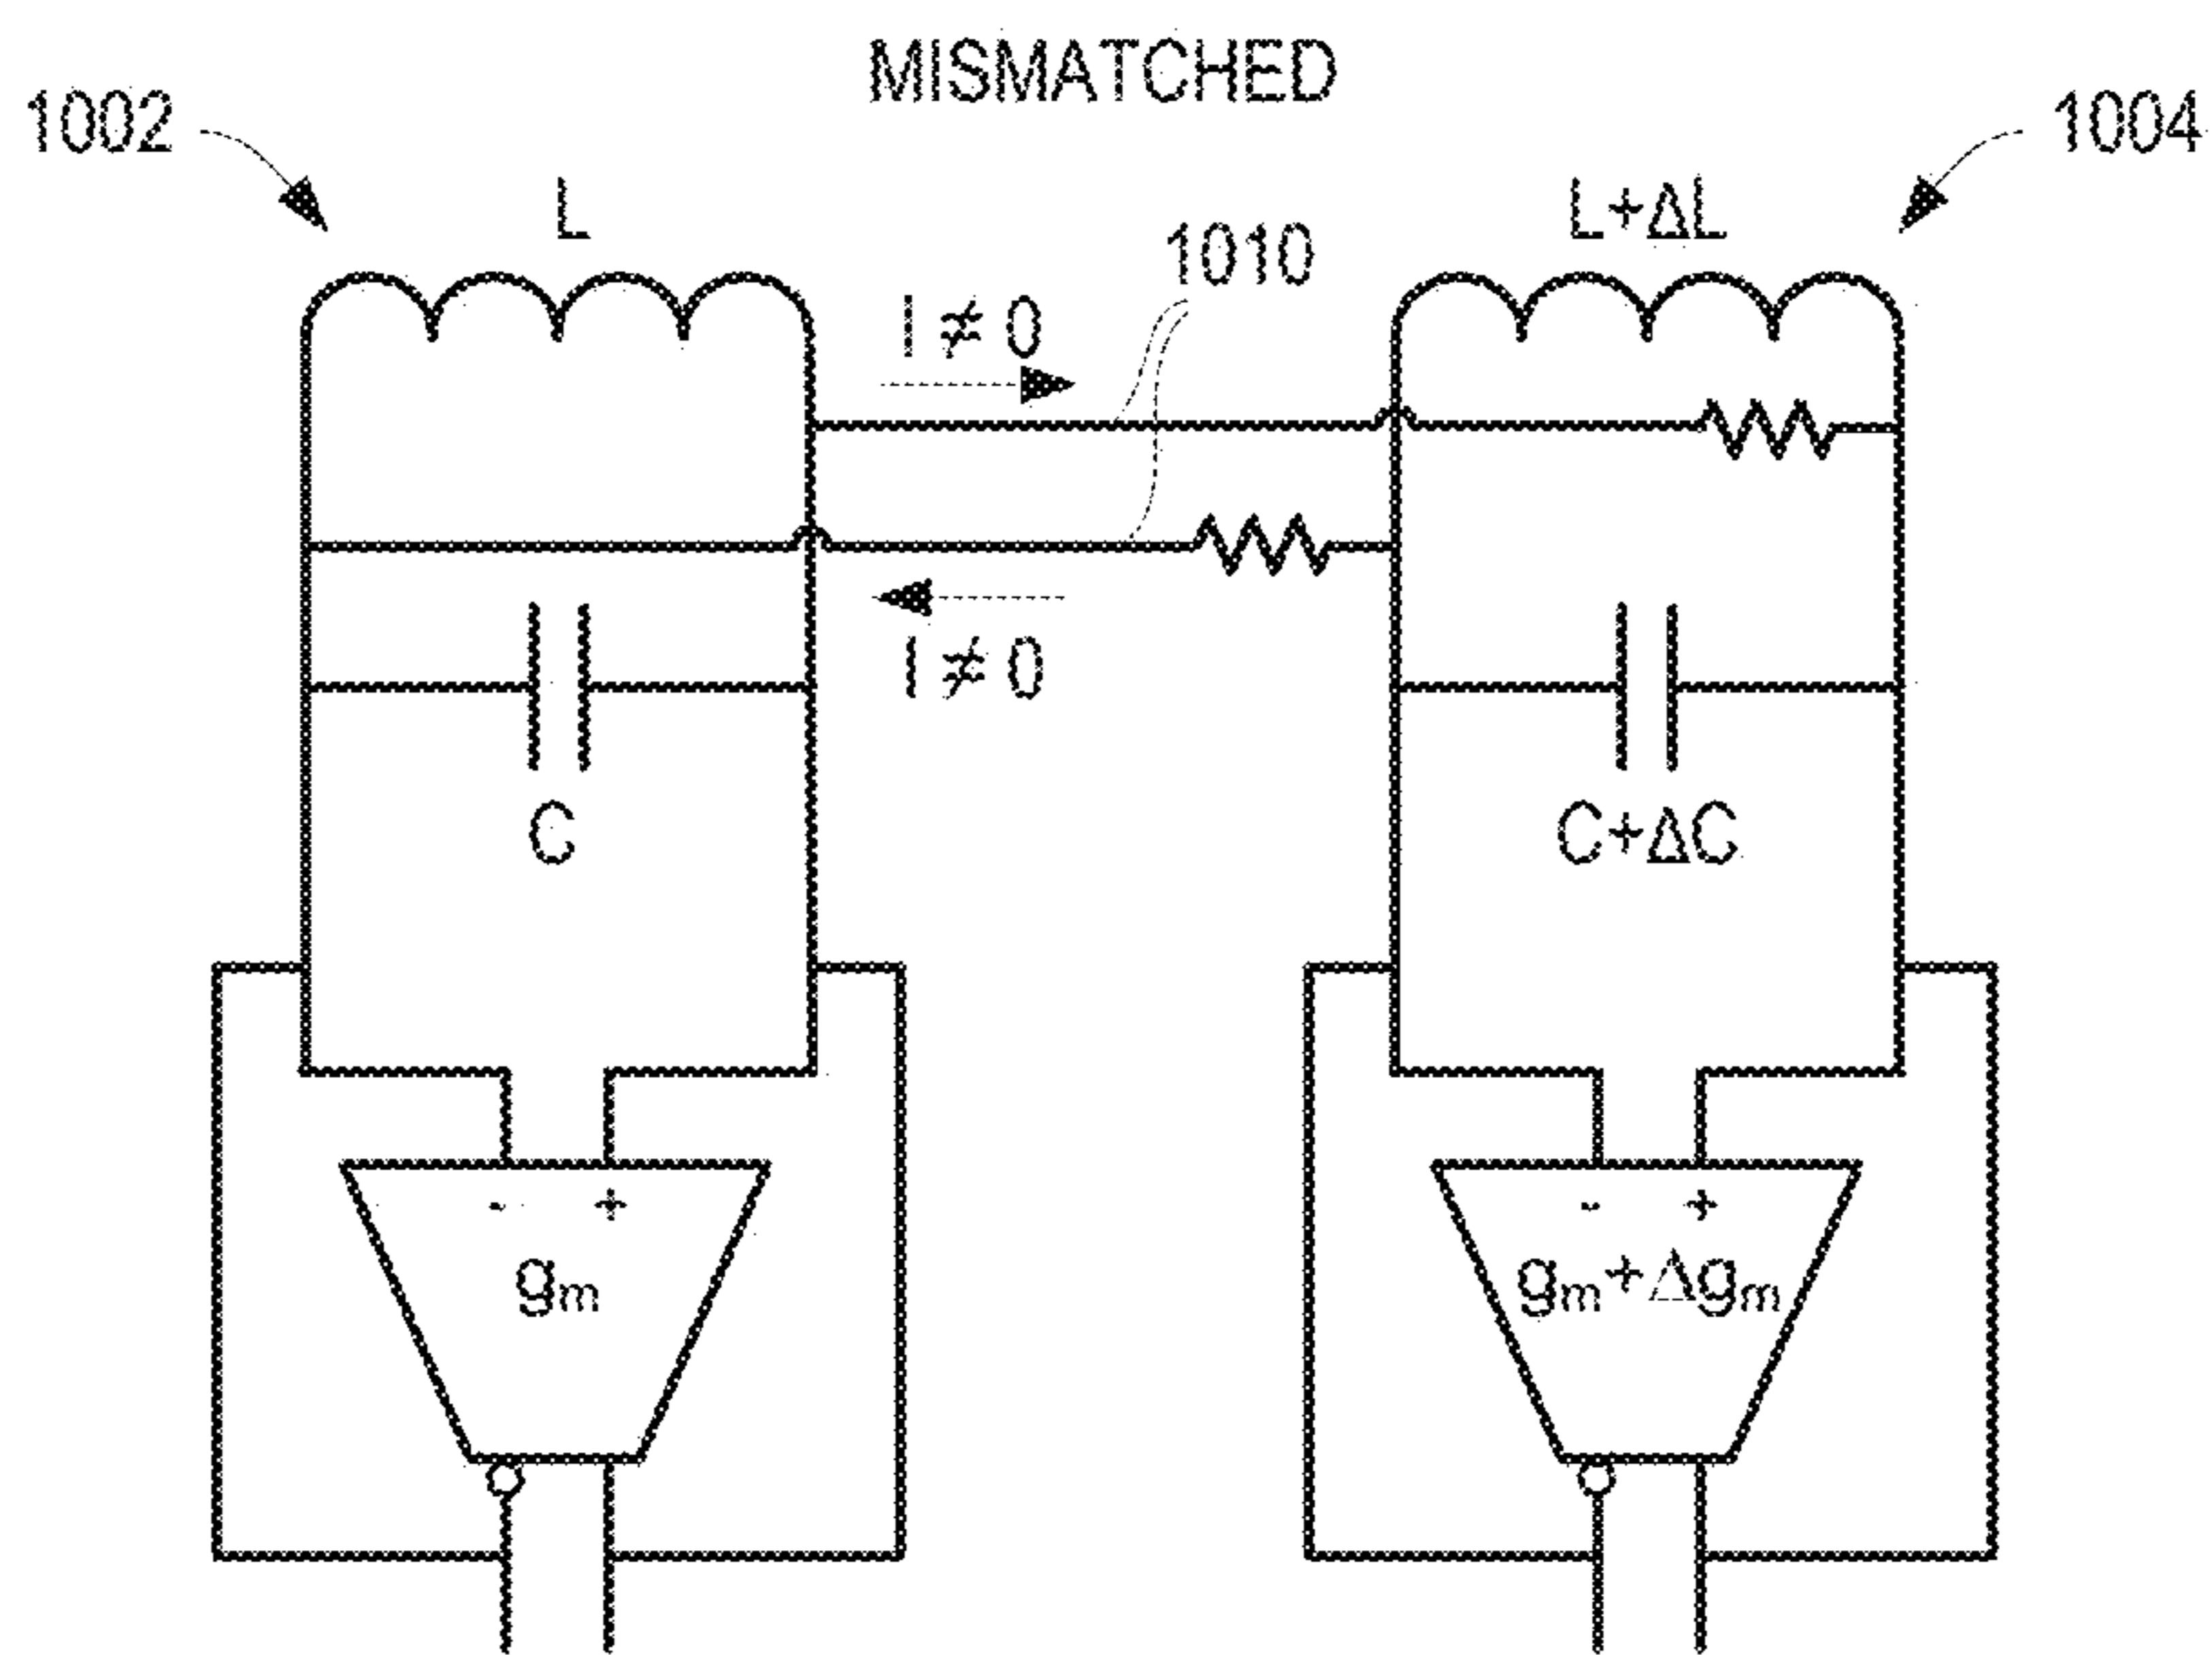 MISMATCHED
1002
1004
L
L+ΔL
1010
I ≠ 0
I ≠ 0
C
C+ΔC
- +
- +
gm
gm+Δgm